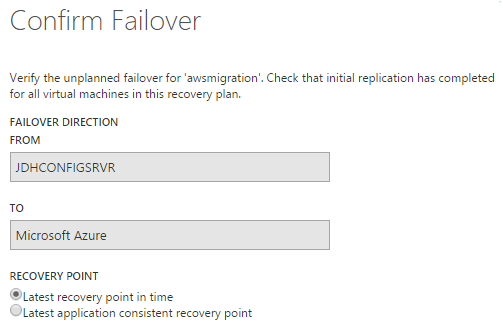 Confirm Failover
Verify the unplanned failover for 'awsmigration'. Check that initial replication has completed
for all virtual machines in this recovery plan.
FAILOVER DIRECTION
FROM
JDHCONFIGSRVR
TO
Microsoft Azure
RECOVERY POINT
Latest recovery point in time
Latest application consistent recovery point